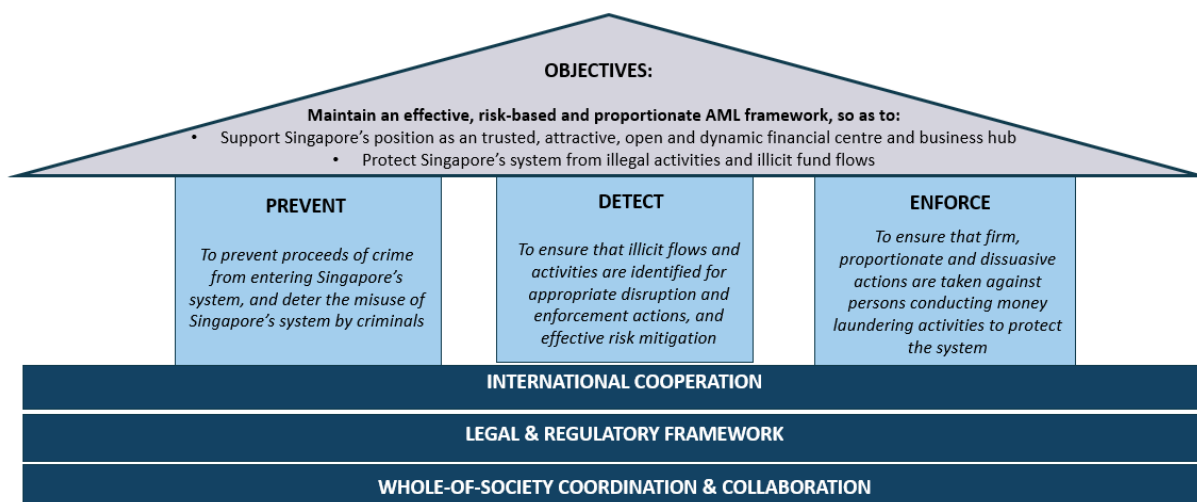 OBJECTIVES:
Maintain an effective, risk-based and proportionate AML framework, so as to:
• Support Singapore's position as an trusted, attractive, open and dynamic financial centre and business hub
• Protect Singapore's system from illegal activities and illicit fund flows
PREVENT
To prevent proceeds of crime
from entering Singapore's
system, and deter the misuse of
Singapore's system by criminals
DETECT
To ensure that illicit flows and
activities are identified for
appropriate disruption and
enforcement actions, and
effective risk mitigation
ENFORCE
To ensure that firm,
proportionate and dissuasive
actions are taken against
persons conducting money
laundering activities to protect
the system
INTERNATIONAL COOPERATION
LEGAL & REGULATORY FRAMEWORK
WHOLE-OF-SOCIETY COORDINATION & COLLABORATION